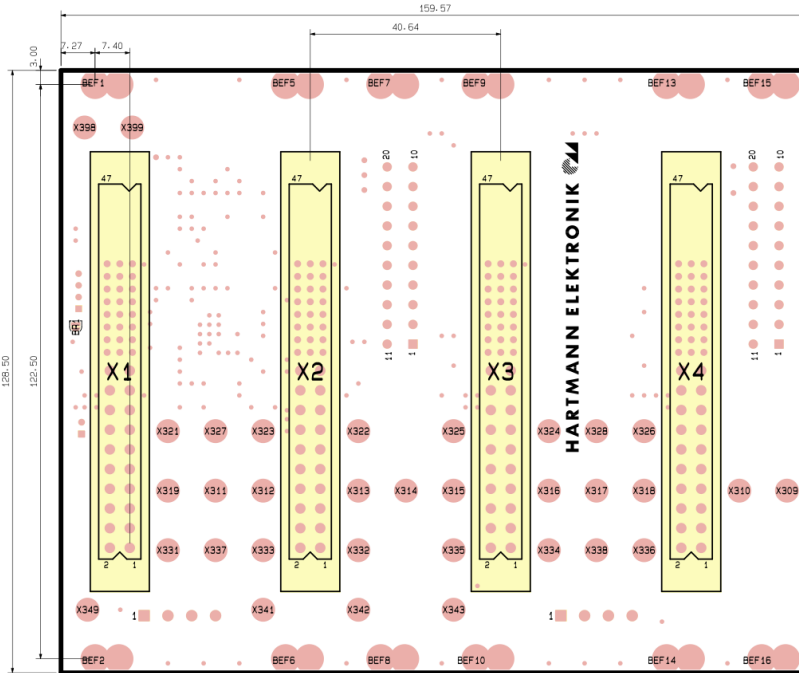 159.57
40.64
7.27 7.40
3.00
BEF1 BEF5 BEF7 BEF9 BEF13 BEF15
X398 X399
20 10 20 10
47 47 47 47
HARTMANN ELEKTRONIK
BR1
11 1 11 1
128.50
122.50
X1 X2 X3 X4
X321 X327 X323 X322 X325 X324 X328 X326
X319 X311 X312 X313 X314 X315 X316 X317 X318 X310 X309
X331 X337 X333 X332 X335 X334 X338 X336
2 1 2 1 2 1 2 1
X349 1 X341 X342 X343 1
BEF2 BEF6 BEF8 BEF10 BEF14 BEF16